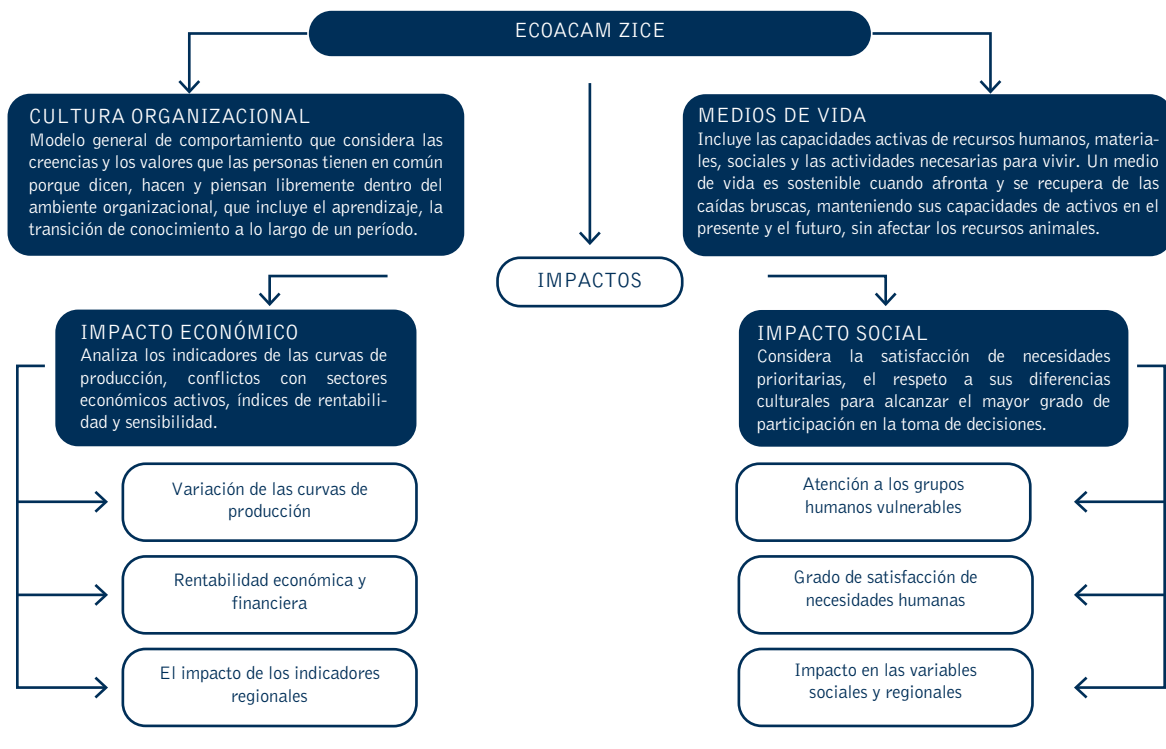 ECOACAM ZICE
CULTURA ORGANIZACIONAL
Modelo general de comportamiento que considera las
creencias y los valores que las personas tienen en común
porque dicen, hacen y piensan libremente dentro del
ambiente organizacional, que incluye el aprendizaje, la
transición de conocimiento a lo largo de un período.
MEDIOS DE VIDA
Incluye las capacidades activas de recursos humanos, materia-
les, sociales y las actividades necesarias para vivir. Un medio
de vida es sostenible cuando afronta y se recupera de las
caídas bruscas, manteniendo sus capacidades de activos en el
presente y el futuro, sin afectar los recursos animales.
IMPACTOS
IMPACTO ECONÓMICO
Analiza los indicadores de las curvas de
producción, conflictos con sectores
económicos activos, índices de rentabili-
dad y sensibilidad.
Variación de las curvas de
producción
Rentabilidad económica y
financiera
El impacto de los indicadores
regionales
IMPACTO SOCIAL
Considera la satisfacción de necesidades
prioritarias, el respeto a sus diferencias
culturales para alcanzar el mayor grado de
participación en la toma de decisiones.
Atención a los grupos
humanos vulnerables
Grado de satisfacción de
necesidades humanas
Impacto en las variables
sociales y regionales